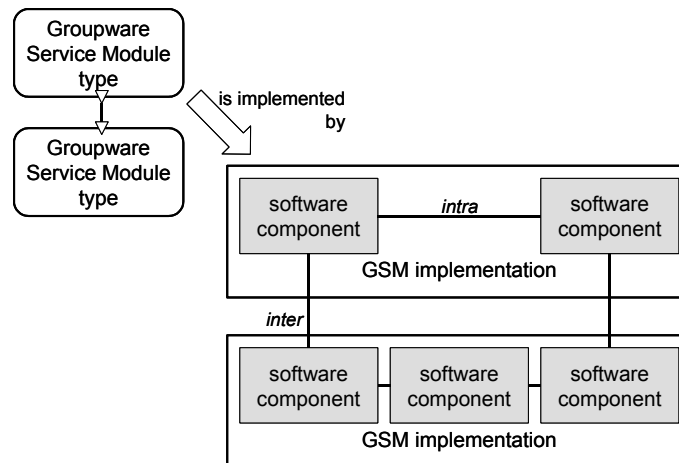 Groupware
Service Module
type
Groupware
Service Module
type
is implemented
by
software
component
intra
software
component
GSM implementation
inter
software
component
software
component
software
component
GSM implementation